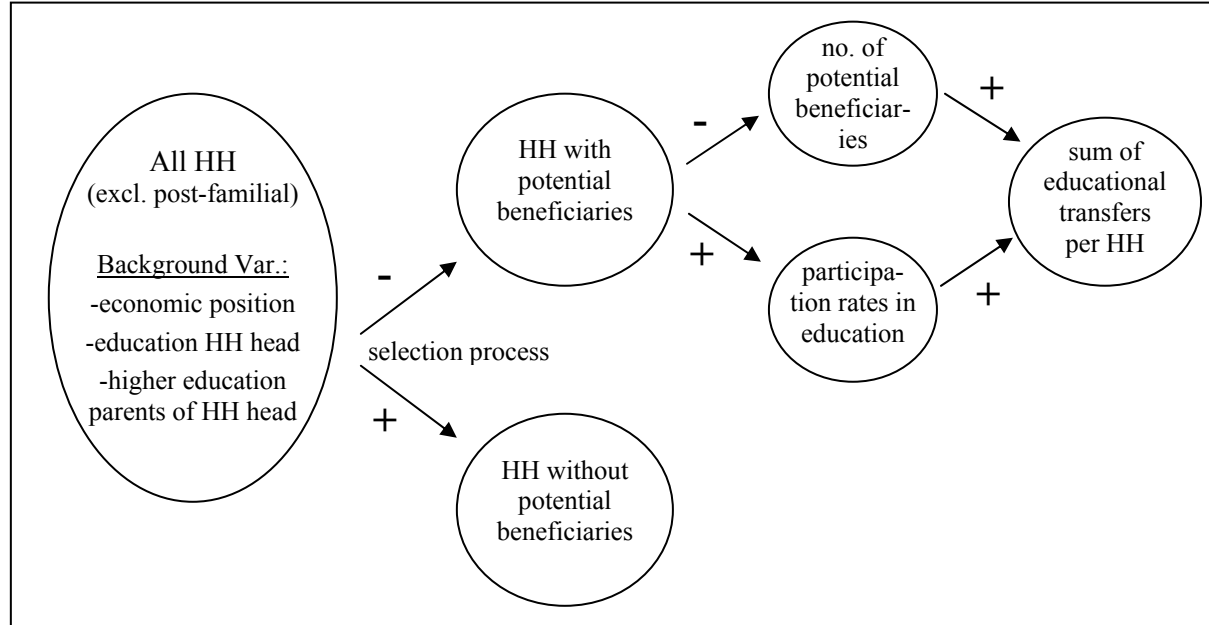 All HH
(excl. post-familial)
Background Var.:
-economic position
-education HH head
-higher education
parents of HH head
-
selection process
+
HH with
potential
beneficiaries
HH without
potential
beneficiaries
-
+
no. of
potential
beneficiar-
ies
participa-
tion rates in
education
+
+
sum of
educational
transfers
per HH